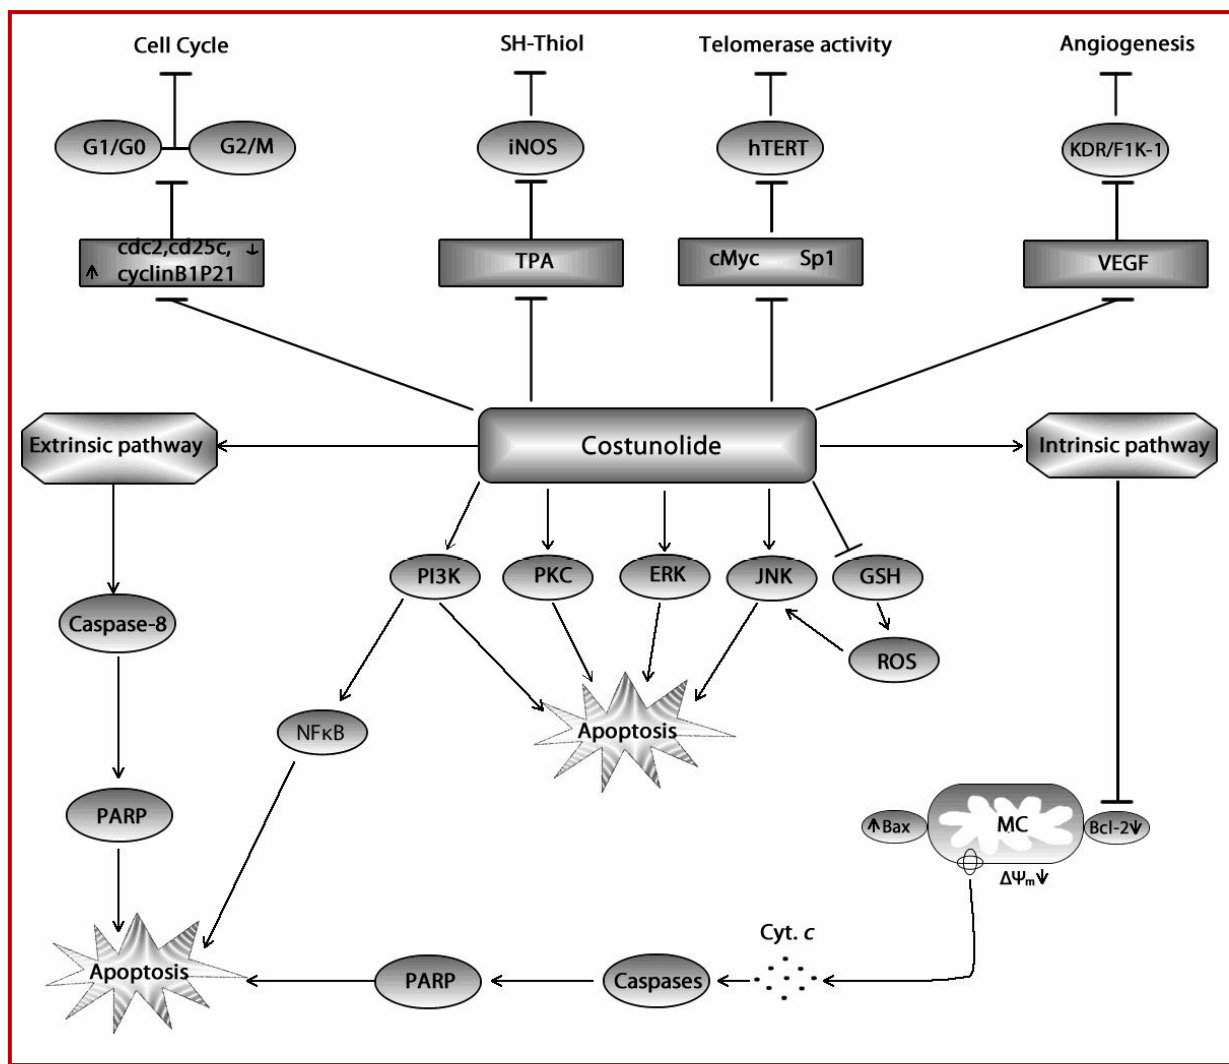 Cell Cycle
SH-Thiol
Telomerase activity
Angiogenesis
G1/G0
G2/M
iNOS
hTERT
KDR/F1K-1
cdc2,cd25c, ↓
↑ cyclinB1P21
TPA
cMyc Sp1
VEGF
Extrinsic pathway
Costunolide
Intrinsic pathway
PI3K
PKC
ERK
JNK
GSH
Caspase-8
ROS
NFκB
Apoptosis
PARP
↑Bax
MC
Bcl-2↓
ΔΨm↓
Cyt. c
Apoptosis
PARP
Caspases